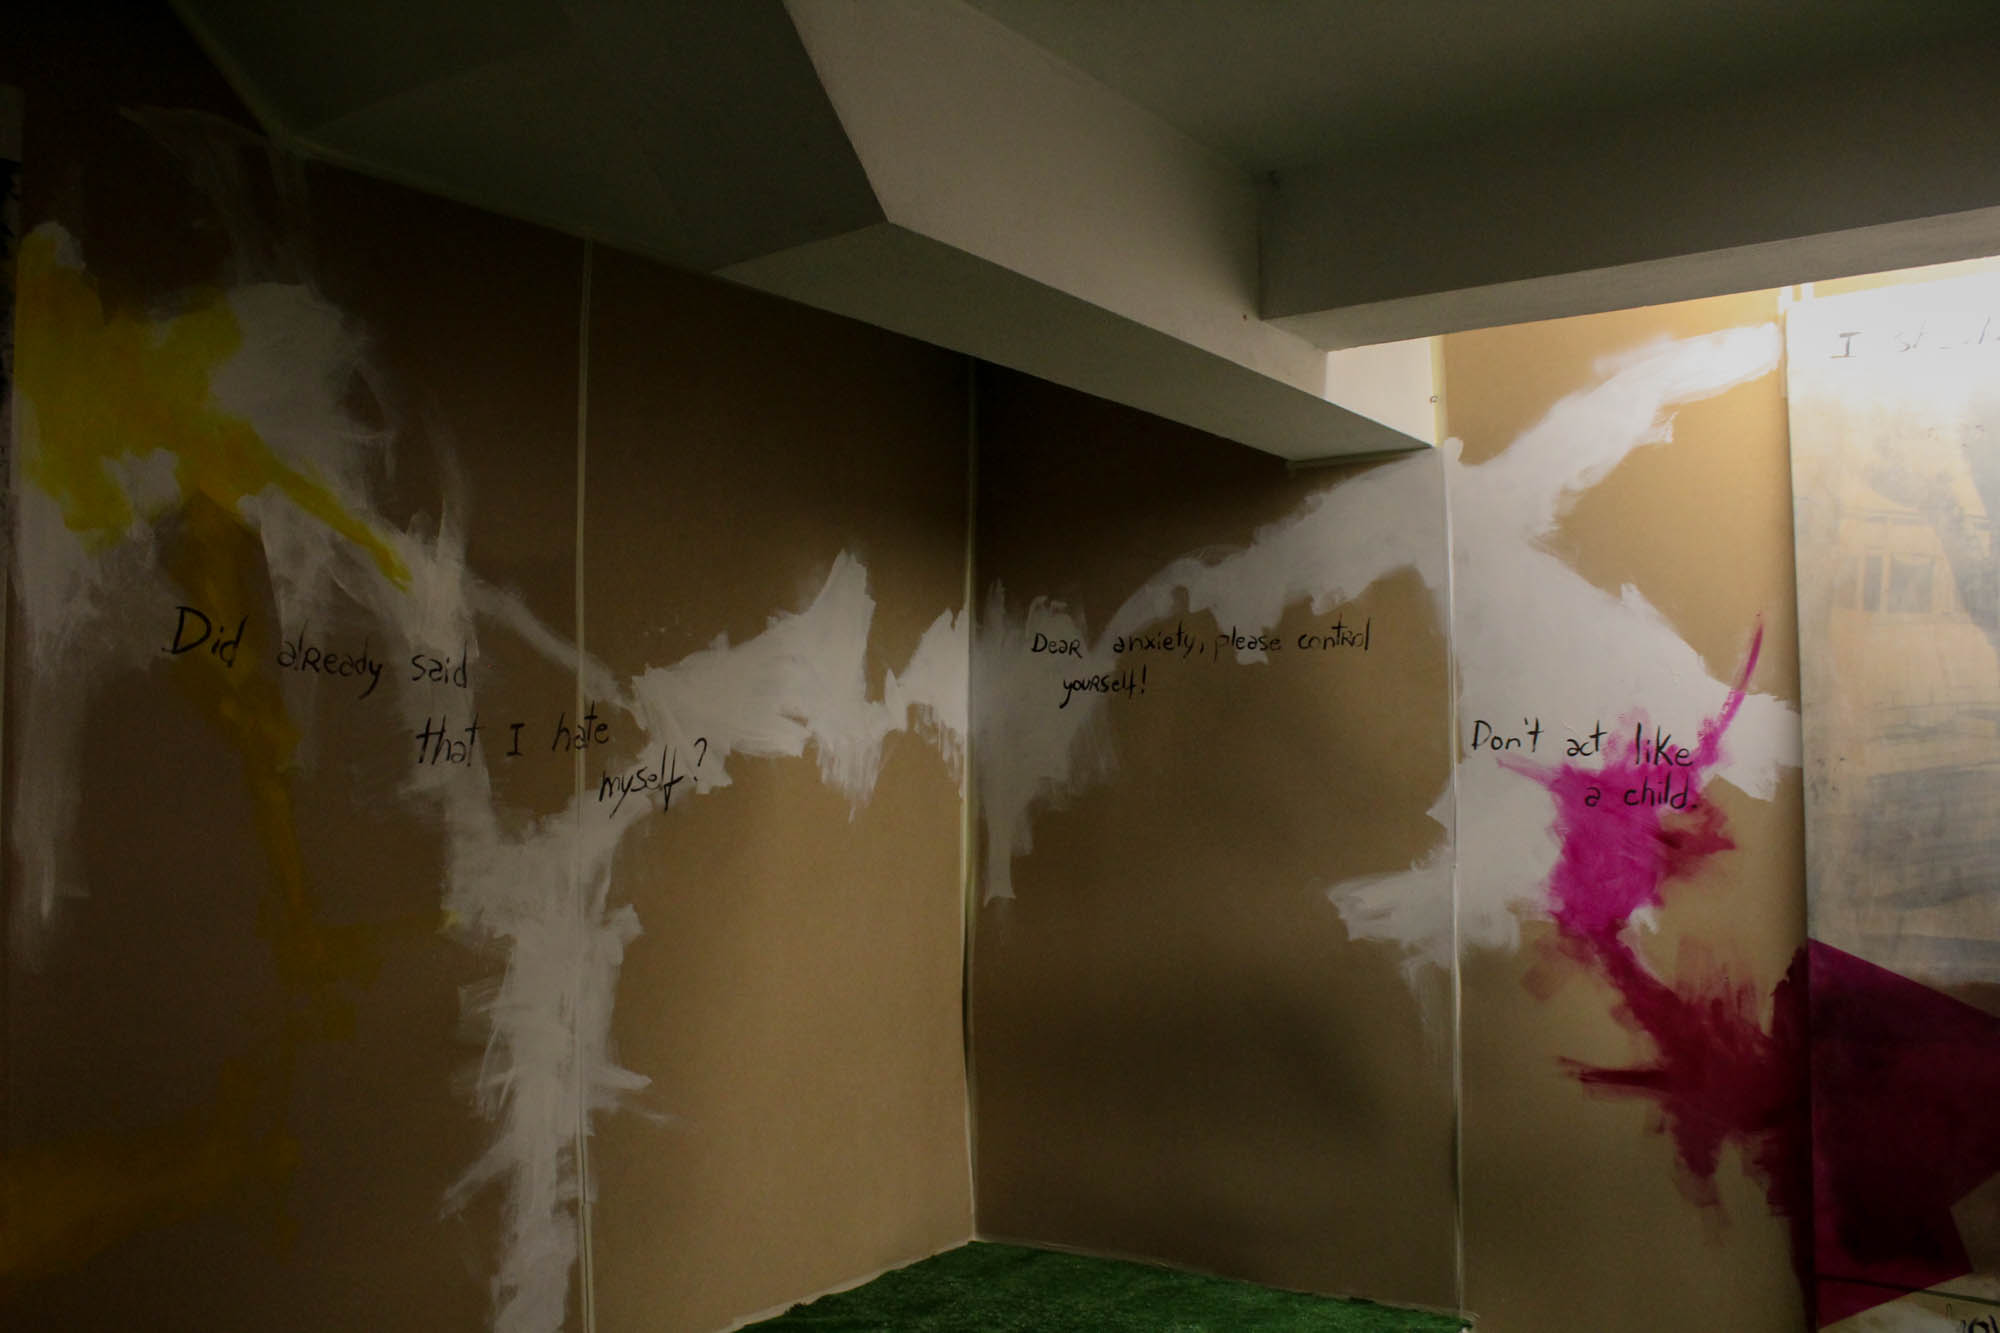 Did already said
that I hate
myself?
Dear anxiety, please control
yourself!
Don't act like
a child.
I